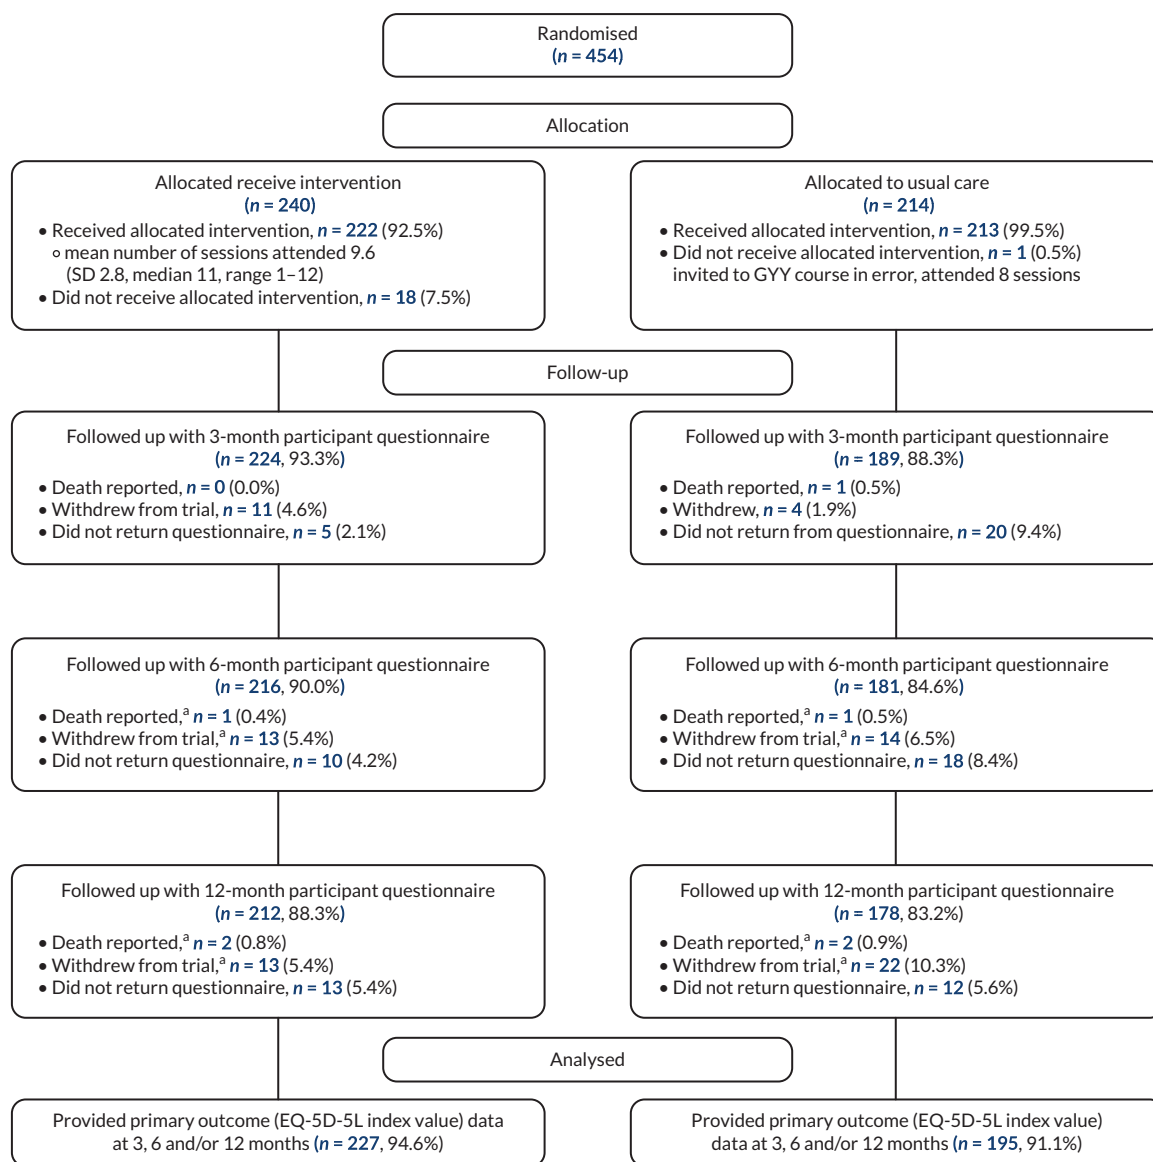 Randomised
(n = 454)
Allocation
Allocated receive intervention
(n = 240)
• Received allocated intervention, n = 222 (92.5%)
∘ mean number of sessions attended 9.6
(SD 2.8, median 11, range 1–12)
• Did not receive allocated intervention, n = 18 (7.5%)
Allocated to usual care
(n = 214)
• Received allocated intervention, n = 213 (99.5%)
• Did not receive allocated intervention, n = 1 (0.5%)
invited to GYY course in error, attended 8 sessions
Follow-up
Followed up with 3-month participant questionnaire
(n = 224, 93.3%)
• Death reported, n = 0 (0.0%)
• Withdrew from trial, n = 11 (4.6%)
• Did not return questionnaire, n = 5 (2.1%)
Followed up with 3-month participant questionnaire
(n = 189, 88.3%)
• Death reported, n = 1 (0.5%)
• Withdrew, n = 4 (1.9%)
• Did not return from questionnaire, n = 20 (9.4%)
Followed up with 6-month participant questionnaire
(n = 216, 90.0%)
• Death reported,ᵃ n = 1 (0.4%)
• Withdrew from trial,ᵃ n = 13 (5.4%)
• Did not return questionnaire, n = 10 (4.2%)
Followed up with 6-month participant questionnaire
(n = 181, 84.6%)
• Death reported,ᵃ n = 1 (0.5%)
• Withdrew from trial,ᵃ n = 14 (6.5%)
• Did not return questionnaire, n = 18 (8.4%)
Followed up with 12-month participant questionnaire
(n = 212, 88.3%)
• Death reported,ᵃ n = 2 (0.8%)
• Withdrew from trial,ᵃ n = 13 (5.4%)
• Did not return questionnaire, n = 13 (5.4%)
Followed up with 12-month participant questionnaire
(n = 178, 83.2%)
• Death reported,ᵃ n = 2 (0.9%)
• Withdrew from trial,ᵃ n = 22 (10.3%)
• Did not return questionnaire, n = 12 (5.6%)
Analysed
Provided primary outcome (EQ-5D-5L index value) data
at 3, 6 and/or 12 months (n = 227, 94.6%)
Provided primary outcome (EQ-5D-5L index value)
data at 3, 6 and/or 12 months (n = 195, 91.1%)